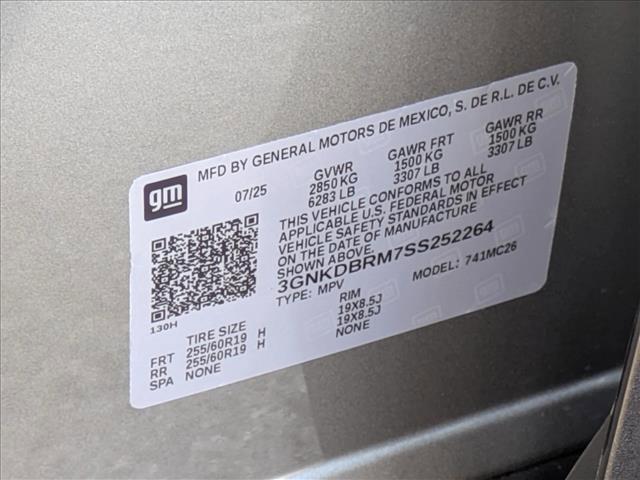 gm
MFD BY GENERAL MOTORS DE MEXICO, S. DE R.L. DE C.V.
07/25 GVWR GAWR FRT GAWR RR
2850 KG 1500 KG 1500 KG
6283 LB 3307 LB 3307 LB
THIS VEHICLE CONFORMS TO ALL
APPLICABLE U.S. FEDERAL MOTOR
VEHICLE SAFETY STANDARDS IN EFFECT
ON THE DATE OF MANUFACTURE
SHOWN ABOVE.
3GNKDBRM7SS252264
TYPE: MPV MODEL: 741MC26
130H
TIRE SIZE RIM
FRT 255/60R19 H 19X8.5J
RR 255/60R19 H 19X8.5J
SPA NONE NONE